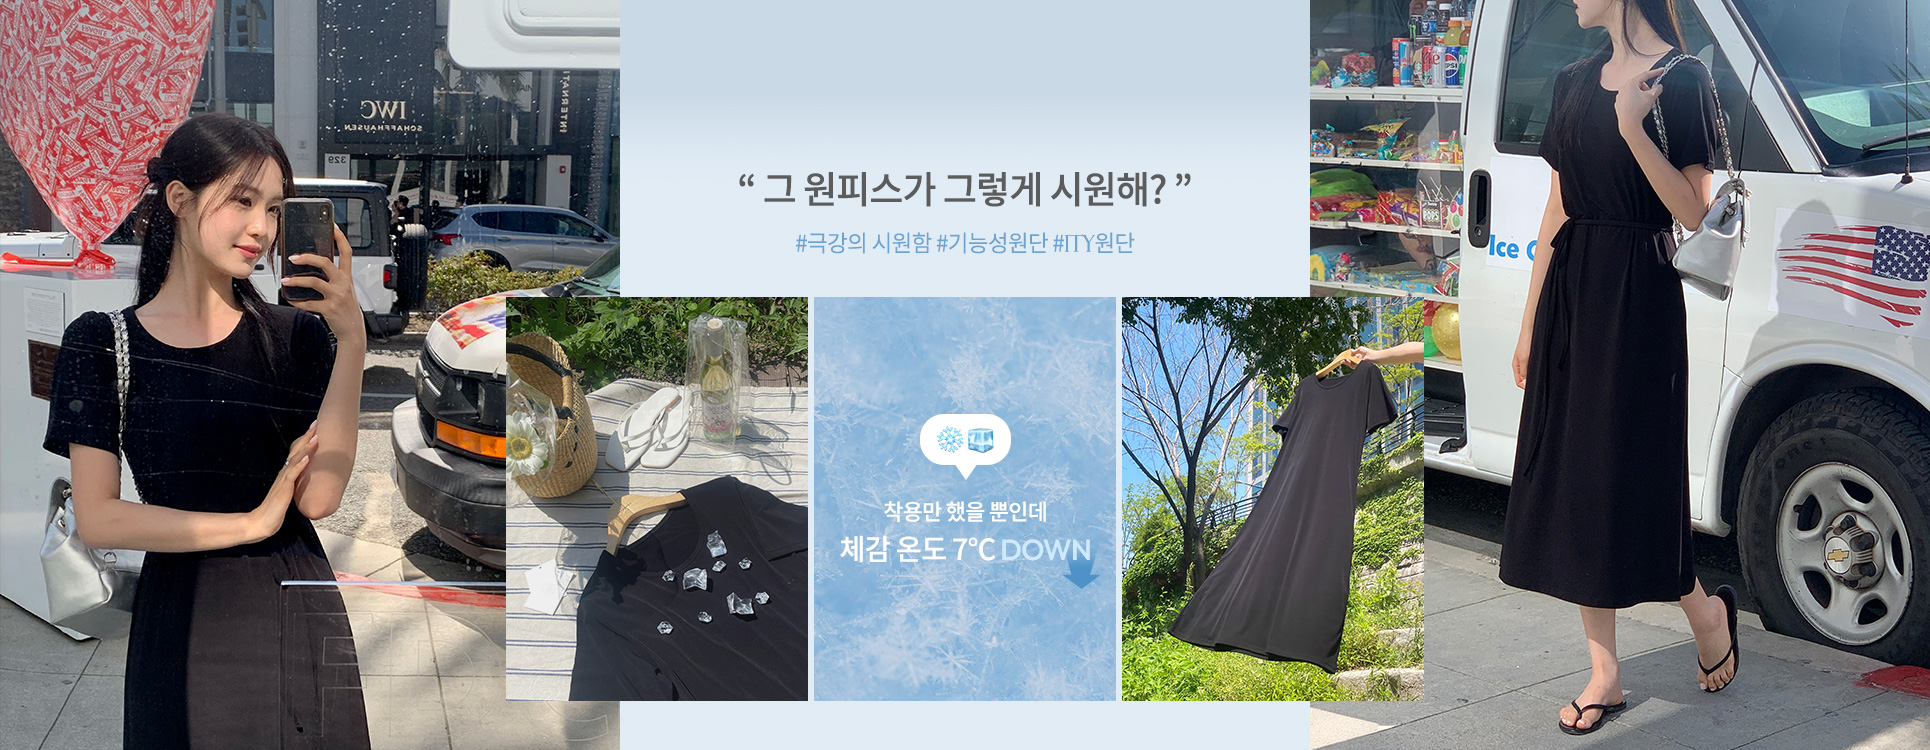 “ 그 원피스가 그렇게 시원해? ”
#극강의 시원함 #기능성원단 #ITY원단
착용만 했을 뿐인데
체감 온도 7℃ DOWN
IWC
SCHAFFHAUSEN
329
Ice C
POPS